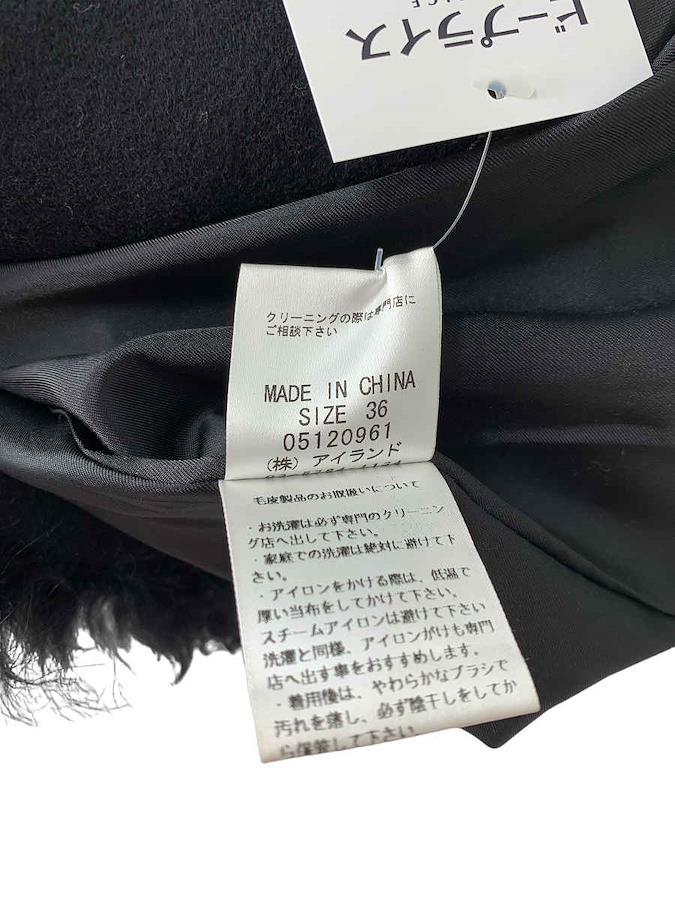 ビープライス
クリーニングの際は専門店に
ご相談下さい
MADE IN CHINA
SIZE 36
05120961
(株) アイランド
毛皮製品のお取扱いについて
・お洗濯は必ず専門のクリーニン
グ店へ出して下さい。
・家庭での洗濯は絶対に避けて下
さい。
・アイロンをかける際は、低温で
厚い当布をしてかけて下さい。
スチームアイロンは避けて下さい
洗濯と同様、アイロンがけも専門
店へ出す事をおすすめします。
・着用後は、やわらかなブラシで
汚れを落し、必ず陰干しをしてか
ら保管して下さい。